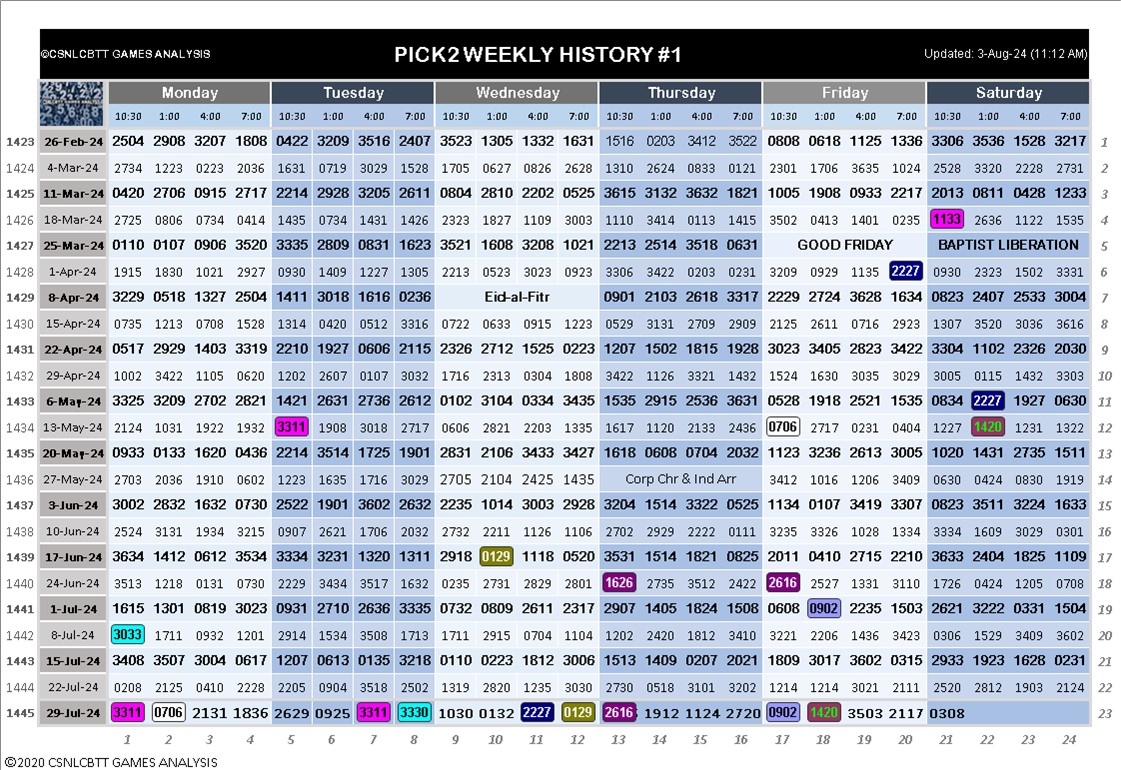 ©CSNLCBTT GAMES ANALYSIS PICK2 WEEKLY HISTORY #1 Updated: 3-Aug-24 (11:12 AM)
Monday Tuesday Wednesday Thursday Friday Saturday
10:30 1:00 4:00 7:00 10:30 1:00 4:00 7:00 10:30 1:00 4:00 7:00 10:30 1:00 4:00 7:00 10:30 1:00 4:00 7:00 10:30 1:00 4:00 7:00
1423 26-Feb-24 2504 2908 3207 1808 0422 3209 3516 2407 3523 1305 1332 1631 1516 0203 3412 3522 0808 0618 1125 1336 3306 3536 1528 3217 1
1424 4-Mar-24 2734 1223 0223 2036 1631 0719 3029 1528 1705 0627 0826 2628 1310 2624 0833 0121 2301 1706 3635 1024 2528 3320 2228 2731 2
1425 11-Mar-24 0420 2706 0915 2717 2214 2928 3205 2611 0804 2810 2202 0525 3615 3132 3632 1821 1005 1908 0933 2217 2013 0811 0428 1233 3
1426 18-Mar-24 2725 0806 0734 0414 1435 0734 1431 1426 2323 1827 1109 3003 1110 3414 0113 1415 3502 0413 1401 0235 1133 2636 1122 1535 4
1427 25-Mar-24 0110 0107 0906 3520 3335 2809 0831 1623 3521 1608 3208 1021 2213 2514 3518 0631 GOOD FRIDAY BAPTIST LIBERATION 5
1428 1-Apr-24 1915 1830 1021 2927 0930 1409 1227 1305 2213 0523 3023 0923 3306 3422 0203 0231 3209 0929 1135 2227 0930 2323 1502 3331 6
1429 8-Apr-24 3229 0518 1327 2504 1411 3018 1616 0236 Eid-al-Fitr 0901 2103 2618 3317 2229 2724 3628 1634 0823 2407 2533 3004 7
1430 15-Apr-24 0735 1213 0708 1528 1314 0420 0512 3316 0722 0633 0915 1223 0529 3131 2709 2909 2125 2611 0716 2923 1307 3520 3036 3616 8
1431 22-Apr-24 0517 2929 1403 3319 2210 1927 0606 2115 2326 2712 1525 0223 1207 1502 1815 1928 3023 3405 2823 3422 3304 1102 2326 2030 9
1432 29-Apr-24 1002 3422 1105 0620 1202 2607 0107 3032 1716 2313 0304 1808 3422 1126 3321 1432 1524 1630 3035 3029 3005 0115 1432 3303 10
1433 6-May-24 3325 3209 2702 2821 1421 2631 2736 2612 0102 3104 0334 3435 1535 2915 2536 3631 0528 1918 2521 1535 0834 2227 1927 0630 11
1434 13-May-24 2124 1031 1922 1932 3311 1908 3018 2717 0606 2821 2203 1335 1617 1120 2133 2436 0706 2717 0231 0404 1227 1420 1231 1322 12
1435 20-May-24 0933 0133 1620 0436 2214 3514 1725 1901 2831 2106 3433 3427 1618 0608 0704 2032 1123 3236 2613 3005 1020 1431 2735 1511 13
1436 27-May-24 2703 2036 1910 0602 1223 1635 1716 3029 2705 2104 2425 1435 Corp Chr & Ind Arr 3412 1016 1206 3409 0630 0424 0830 1919 14
1437 3-Jun-24 3002 2832 1632 0730 2522 1901 3602 2632 2235 1014 3003 2928 3204 1514 3322 0525 1134 0107 3419 3307 0823 3511 3224 1633 15
1438 10-Jun-24 2524 3131 1934 3215 0907 1621 1706 2032 2732 2211 1126 1106 2702 2929 2222 0111 3235 3326 1028 1334 3334 1609 3029 0301 16
1439 17-Jun-24 3634 1412 0612 3534 3334 3231 1320 1311 2918 0129 1118 0520 3531 1514 1821 0825 2011 0410 2715 2210 3633 2404 1825 1109 17
1440 24-Jun-24 3513 1218 0131 0730 2229 3434 3517 1632 0235 2731 2829 2801 1626 2735 3512 2422 2616 2527 1331 3110 1726 0424 1205 0708 18
1441 1-Jul-24 1615 1301 0819 3023 0931 2710 2636 3335 0732 0809 2611 2317 2907 1405 1824 1508 0608 0902 2235 1503 2621 3222 0331 1504 19
1442 8-Jul-24 3033 1711 0932 1201 2914 1534 3508 1713 1711 2915 0704 1104 1202 2420 1812 3410 3221 2206 1436 3423 0306 1529 3409 3602 20
1443 15-Jul-24 3408 3507 3004 0617 1207 0613 0135 3218 0110 0223 1812 3006 1513 1409 0207 2021 1809 3017 3602 0315 2933 1923 1628 0231 21
1444 22-Jul-24 0208 2125 0410 2228 2205 0904 3518 2502 1319 2820 1235 3030 2730 0518 3101 3202 1214 1214 3021 2111 2520 2812 1903 2124 22
1445 29-Jul-24 3311 0706 2131 1836 2629 0925 3311 3330 1030 0132 2227 0129 2616 1912 1124 2720 0902 1420 3503 2117 0308 23
1 2 3 4 5 6 7 8 9 10 11 12 13 14 15 16 17 18 19 20 21 22 23 24
©2020 CSNLCBTT GAMES ANALYSIS